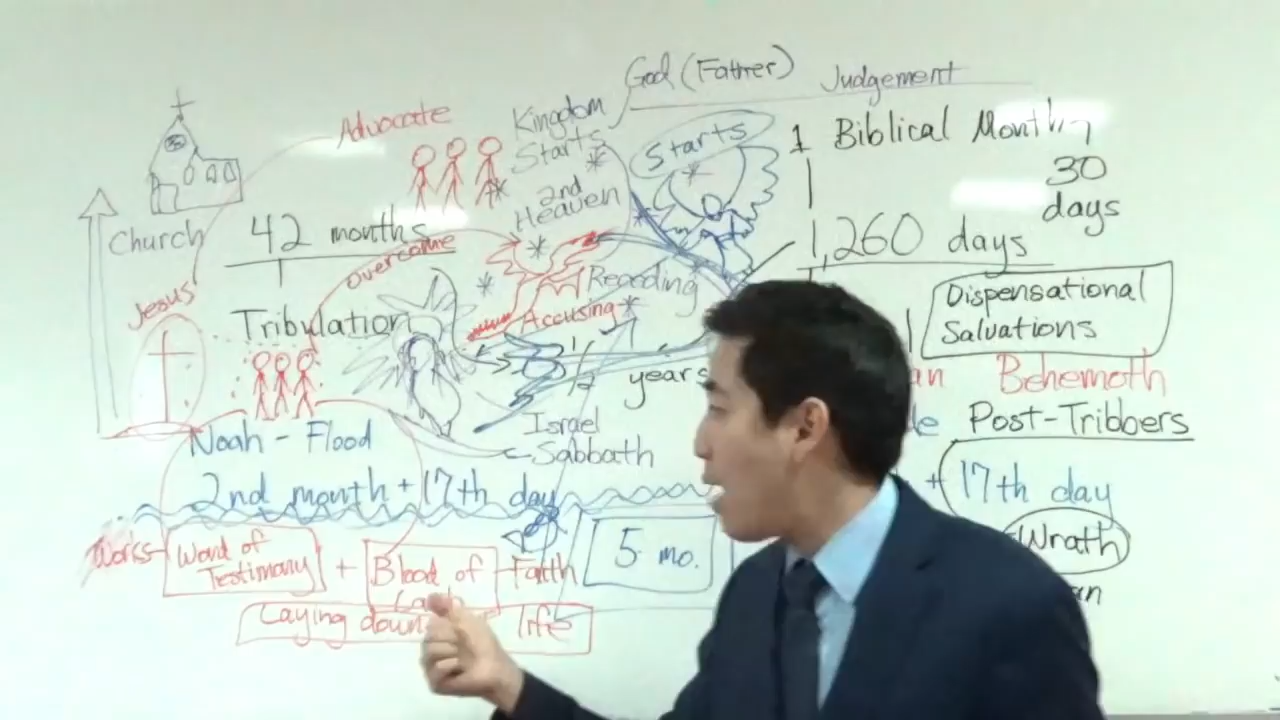 God (Father)
Judgement
Advocate
Kingdom
Starts
Starts
1 Biblical Month
30
days
2nd
Heaven
Church
42 months
overcome
1,260 days
Jesus
Receding
Dispensational
Salvations
Tribulation
Accusing
1/2
years
Behemoth
Noah - Flood
Israel
Sabbath
Post-Tribbers
2nd month + 17th day
+ 17th day
Works
Word of
Testimony
+ Blood of
Faith
5 mo.
Wrath
Laying down
life